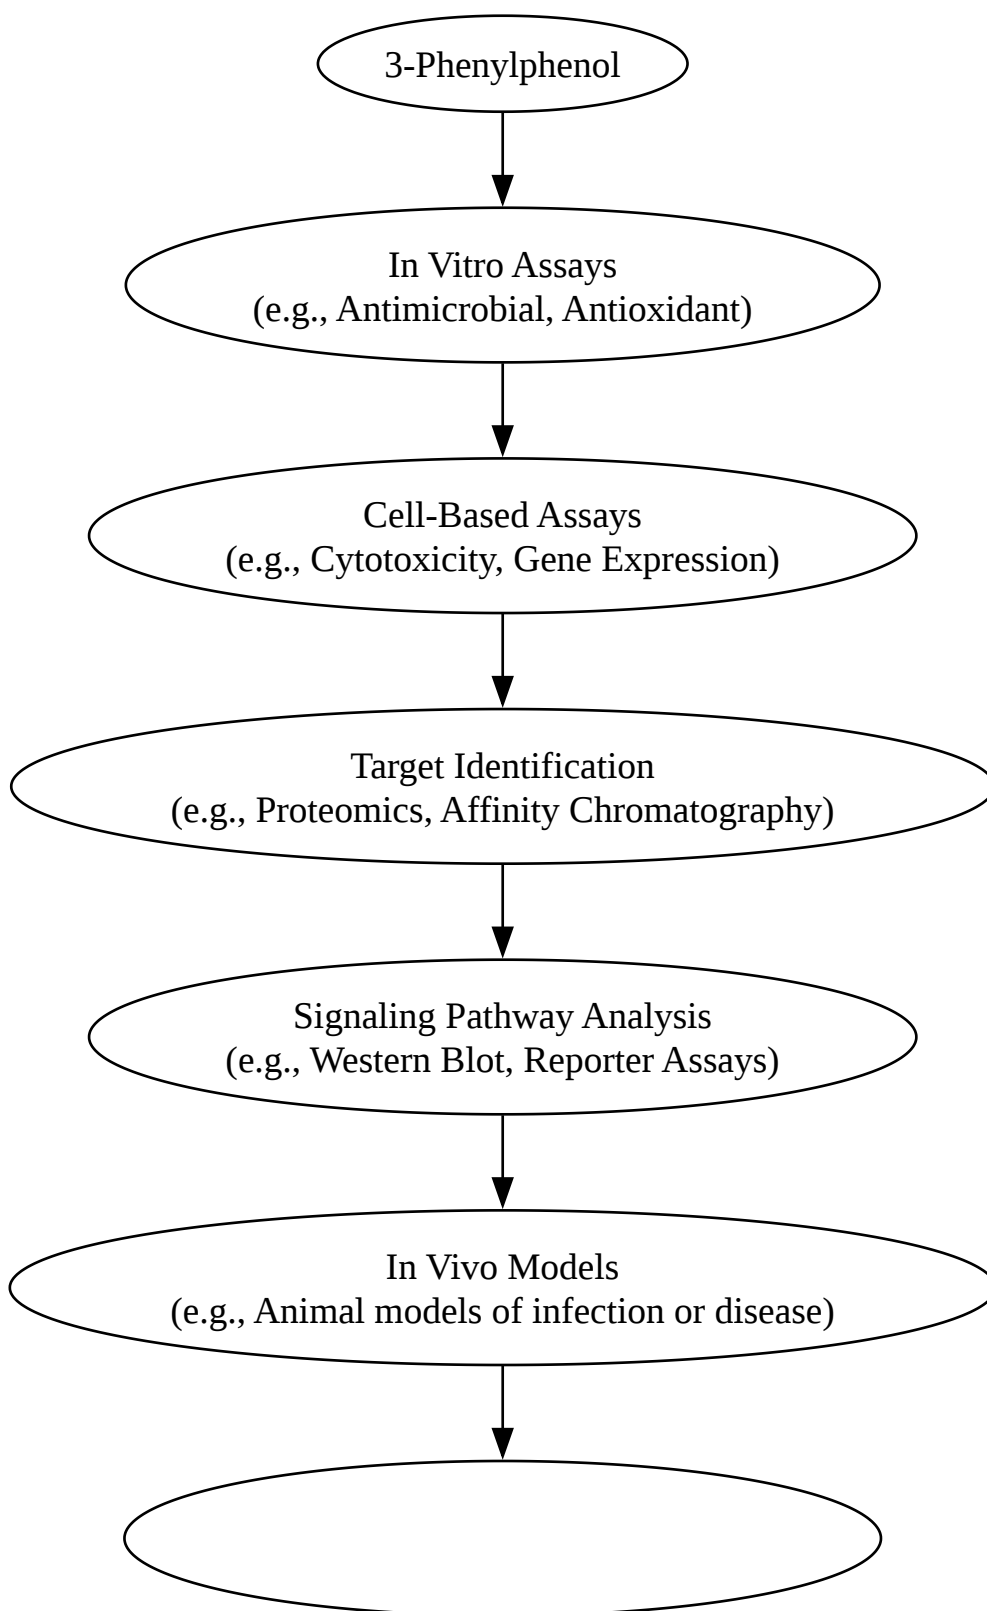 3-Phenylphenol
In Vitro Assays
(e.g., Antimicrobial, Antioxidant)
Cell-Based Assays
(e.g., Cytotoxicity, Gene Expression)
Target Identification
(e.g., Proteomics, Affinity Chromatography)
Signaling Pathway Analysis
(e.g., Western Blot, Reporter Assays)
In Vivo Models
(e.g., Animal models of infection or disease)